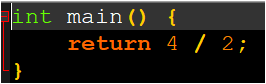 int main() {
    return 4 / 2;
}